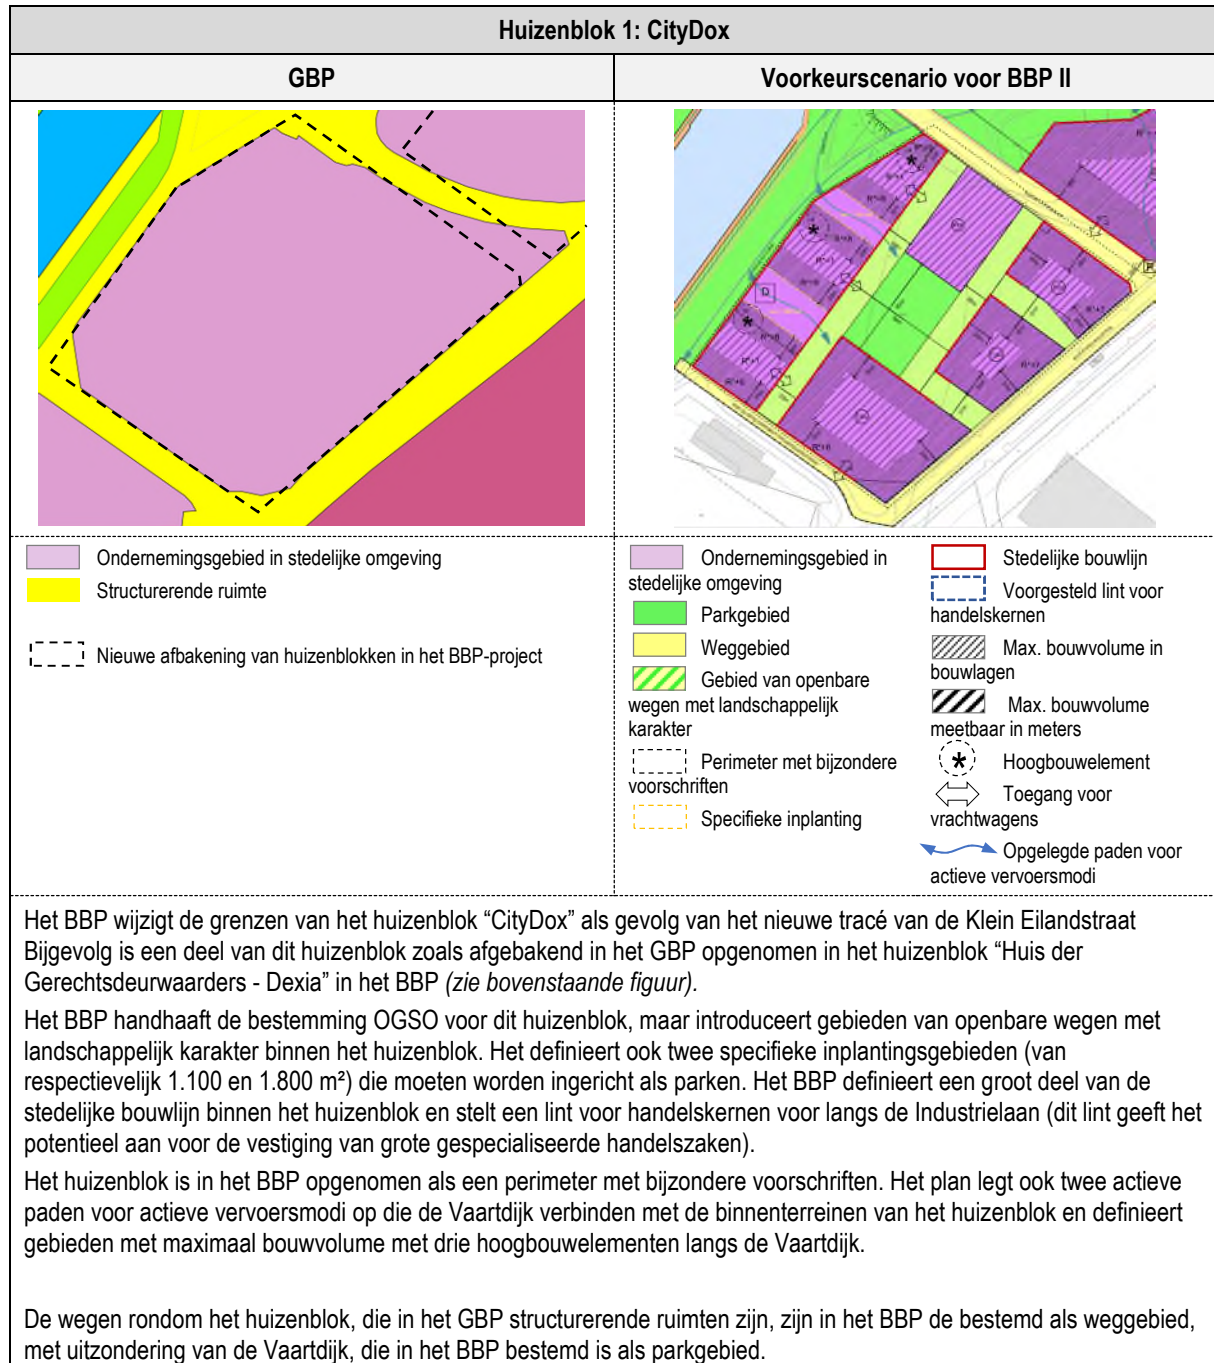 Huizenblok 1: CityDox
GBP
Voorkeurscenario voor BBP II
Ondernemingsgebied in stedelijke omgeving
Structurerende ruimte
Nieuwe afbakening van huizenblokken in het BBP-project
Ondernemingsgebied in
stedelijke omgeving
Parkgebied
Weggebied
Gebied van openbare
wegen met landschappelijk
karakter
Perimeter met bijzondere
voorschriften
Specifieke inplanting
Stedelijke bouwlijn
Voorgesteld lint voor
handelskernen
Max. bouwvolume in
bouwlagen
Max. bouwvolume
meetbaar in meters
Hoogbouwelement
Toegang voor
vrachtwagens
Opgelegde paden voor
actieve vervoersmodi
Het BBP wijzigt de grenzen van het huizenblok “CityDox” als gevolg van het nieuwe tracé van de Klein Eilandstraat
Bijgevolg is een deel van dit huizenblok zoals afgebakend in het GBP opgenomen in het huizenblok “Huis der
Gerechtsdeurwaarders - Dexia” in het BBP (zie bovenstaande figuur).
Het BBP handhaaft de bestemming OGSO voor dit huizenblok, maar introduceert gebieden van openbare wegen met
landschappelijk karakter binnen het huizenblok. Het definieert ook twee specifieke inplantingsgebieden (van
respectievelijk 1.100 en 1.800 m²) die moeten worden ingericht als parken. Het BBP definieert een groot deel van de
stedelijke bouwlijn binnen het huizenblok en stelt een lint voor handelskernen voor langs de Industrielaan (dit lint geeft het
potentieel aan voor de vestiging van grote gespecialiseerde handelszaken).
Het huizenblok is in het BBP opgenomen als een perimeter met bijzondere voorschriften. Het plan legt ook twee actieve
paden voor actieve vervoersmodi op die de Vaartdijk verbinden met de binnenterreinen van het huizenblok en definieert
gebieden met maximaal bouwvolume met drie hoogbouwelementen langs de Vaartdijk.
De wegen rondom het huizenblok, die in het GBP structurerende ruimten zijn, zijn in het BBP de bestemd als weggebied,
met uitzondering van de Vaartdijk, die in het BBP bestemd is als parkgebied.